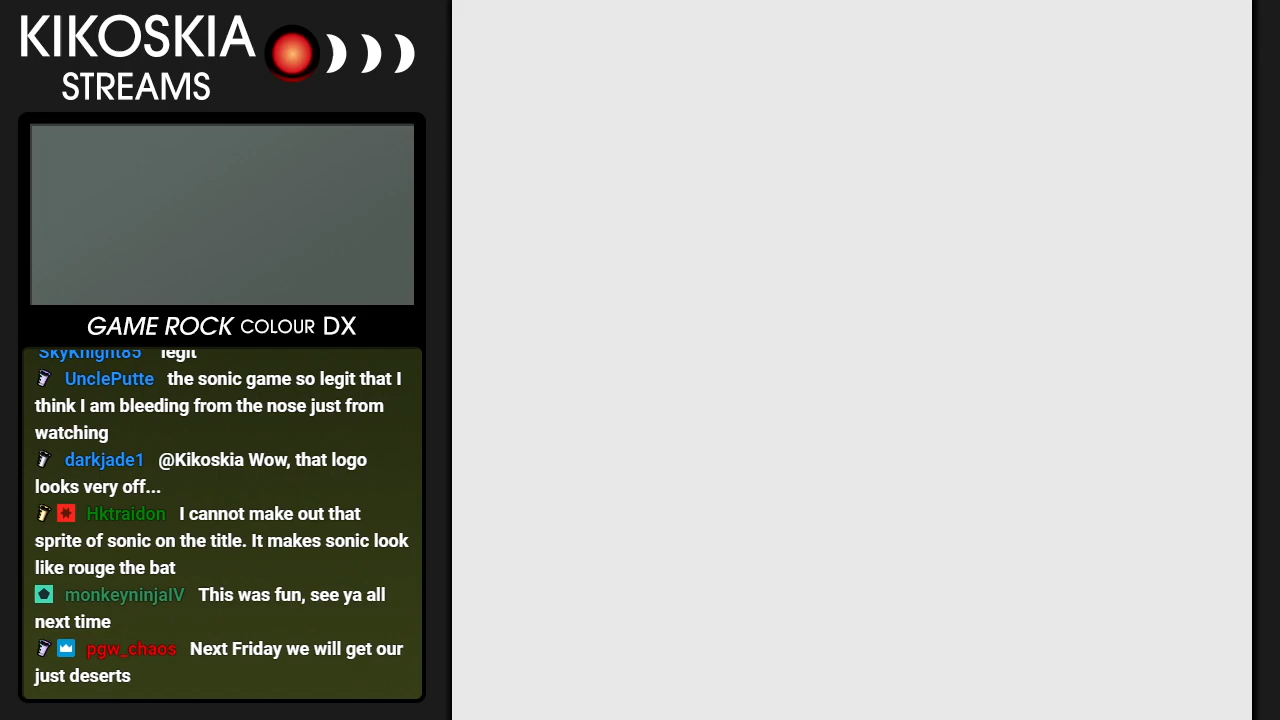 KIKOSKIA
STREAMS
GAME ROCK COLOUR DX
SkyKnight85 legit
UnclePutte the sonic game so legit that I
think I am bleeding from the nose just from
watching
darkjade1 @Kikoskia Wow, that logo
looks very off...
Hktraidon I cannot make out that
sprite of sonic on the title. It makes sonic look
like rouge the bat
monkeyninjaIV This was fun, see ya all
next time
pgw_chaos Next Friday we will get our
just deserts